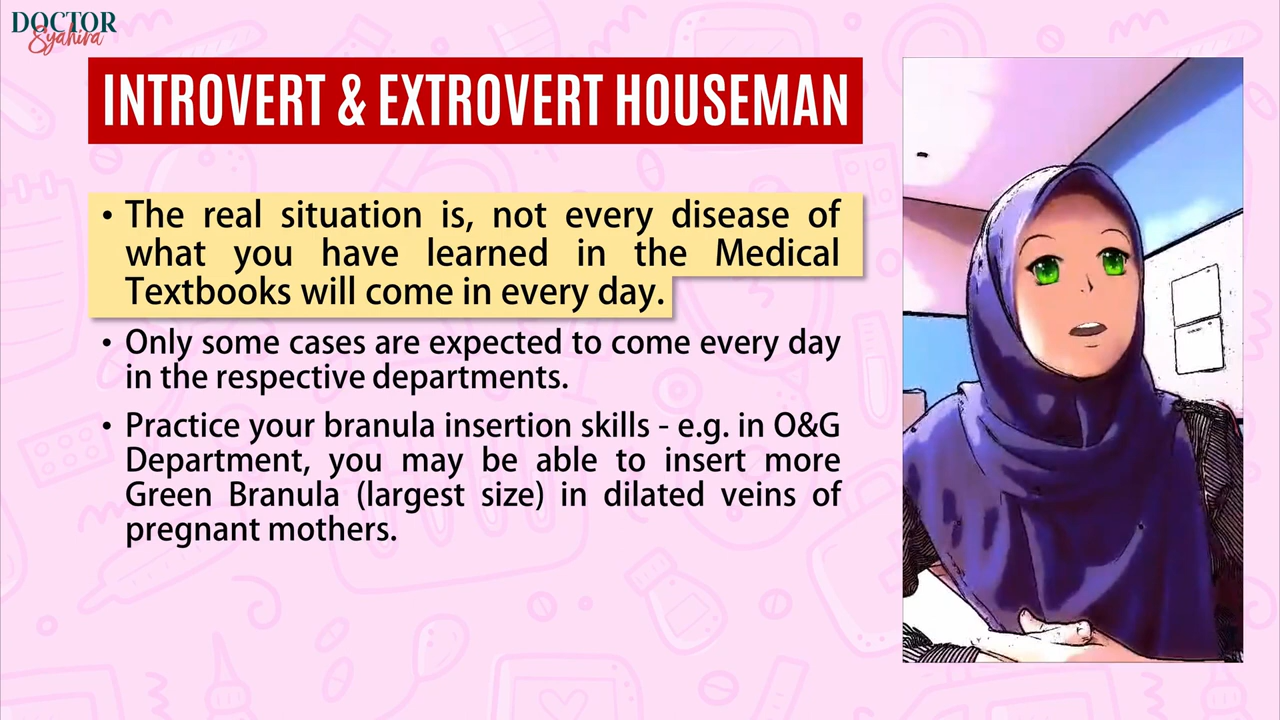 DOCTOR
Syahira
INTROVERT & EXTROVERT HOUSEMAN
• The real situation is, not every disease of
what you have learned in the Medical
Textbooks will come in every day.
• Only some cases are expected to come every day
in the respective departments.
• Practice your branula insertion skills - e.g. in O&G
Department, you may be able to insert more
Green Branula (largest size) in dilated veins of
pregnant mothers.